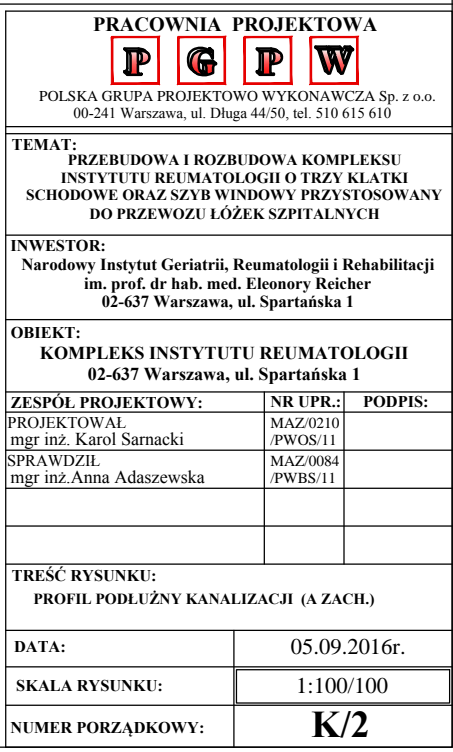 PRACOWNIA PROJEKTOWA
P G P W
POLSKA GRUPA PROJEKTOWO WYKONAWCZA Sp. z o.o.
00-241 Warszawa, ul. Długa 44/50, tel. 510 615 610
TEMAT:
PRZEBUDOWA I ROZBUDOWA KOMPLEKSU
INSTYTUTU REUMATOLOGII O TRZY KLATKI
SCHODOWE ORAZ SZYB WINDOWY PRZYSTOSOWANY
DO PRZEWOZU ŁÓŻEK SZPITALNYCH
INWESTOR:
Narodowy Instytut Geriatrii, Reumatologii i Rehabilitacji
im. prof. dr hab. med. Eleonory Reicher
02-637 Warszawa, ul. Spartańska 1
OBIEKT:
KOMPLEKS INSTYTUTU REUMATOLOGII
02-637 Warszawa, ul. Spartańska 1
ZESPÓŁ PROJEKTOWY: NR UPR.: PODPIS:
PROJEKTOWAŁ MAZ/0210
mgr inż. Karol Sarnacki /PWOS/11
SPRAWDZIŁ MAZ/0084
mgr inż.Anna Adaszewska /PWBS/11
TREŚĆ RYSUNKU:
PROFIL PODŁUŻNY KANALIZACJI (A ZACH.)
DATA: 05.09.2016r.
SKALA RYSUNKU: 1:100/100
NUMER PORZĄDKOWY: K/2